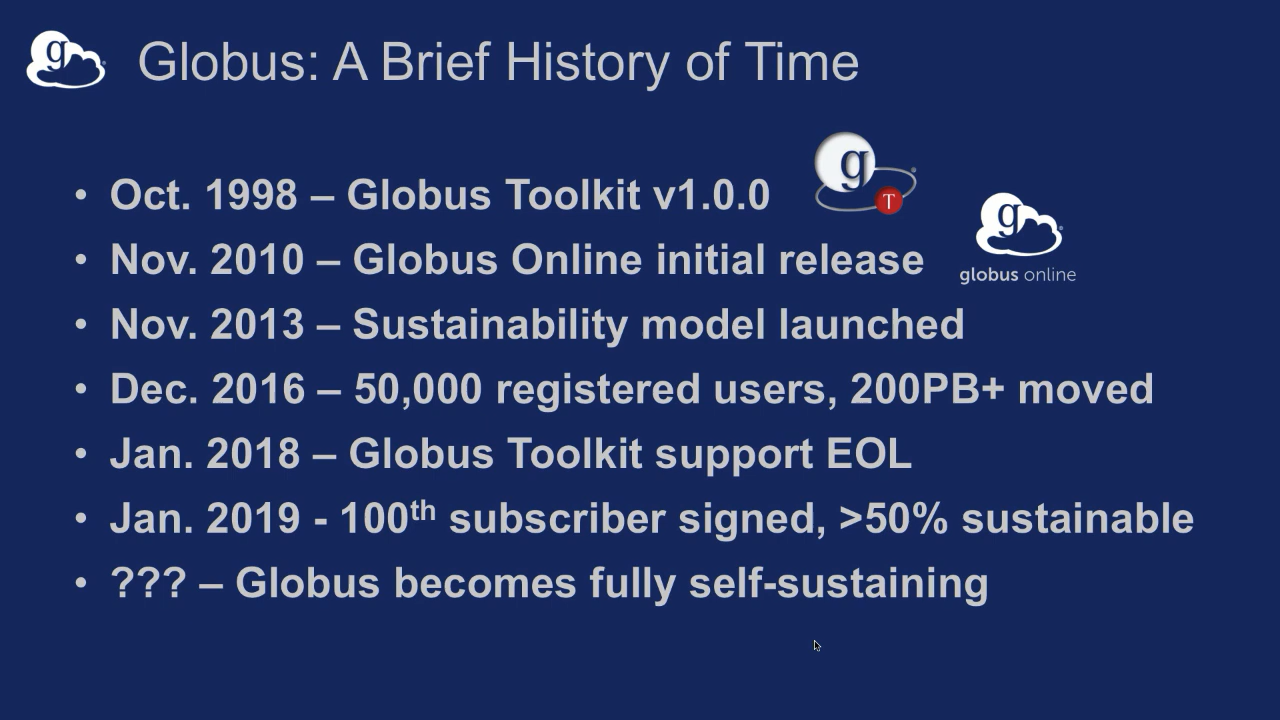 g
Globus: A Brief History of Time
g
T
• Oct. 1998 – Globus Toolkit v1.0.0
g
globus online
• Nov. 2010 – Globus Online initial release
• Nov. 2013 – Sustainability model launched
• Dec. 2016 – 50,000 registered users, 200PB+ moved
• Jan. 2018 – Globus Toolkit support EOL
• Jan. 2019 - 100th subscriber signed, >50% sustainable
• ??? – Globus becomes fully self-sustaining